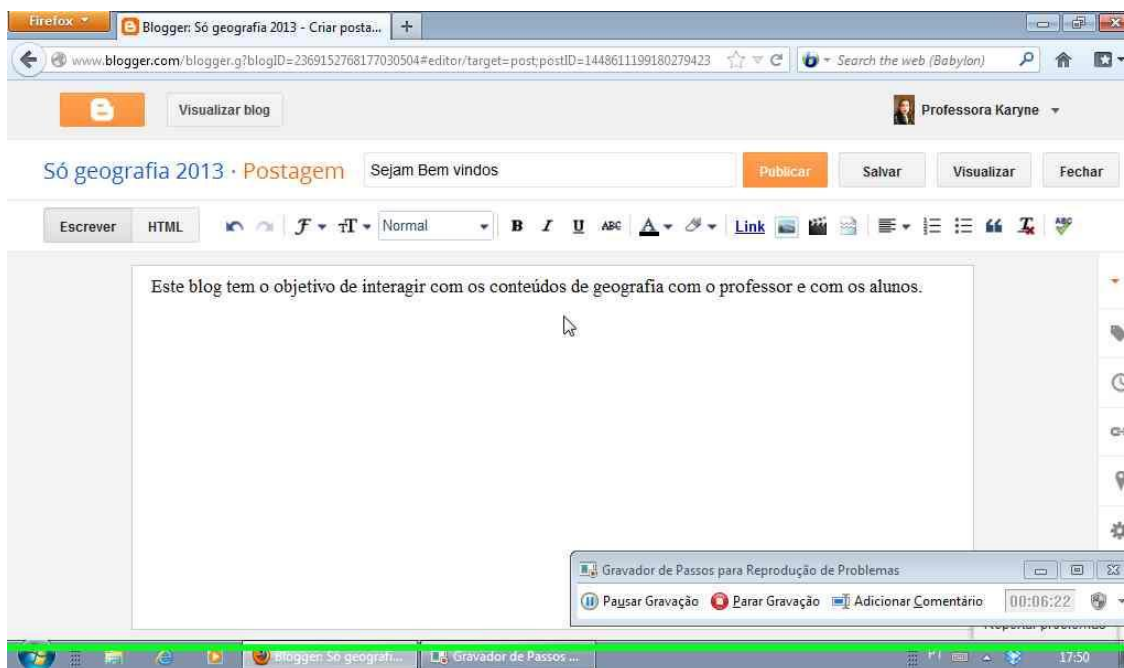 Firefox
Blogger: Só geografia 2013 - Criar posta...
www.blogger.com/blogger.g?blogID=2369152768177030504#editor/target=post;postID=1448611199180279423
Search the web (Babylon)
Visualizar blog
Professora Karyne
Só geografia 2013 · Postagem
Sejam Bem vindos
Publicar
Salvar
Visualizar
Fechar
Escrever
HTML
Normal
B I U ABC A Link
ABC
Este blog tem o objetivo de interagir com os conteúdos de geografia com o professor e com os alunos.
Gravador de Passos para Reprodução de Problemas
Pausar Gravação
Parar Gravação
Adicionar Comentário
00:06:22
Blogger: Só geografi...
Gravador de Passos ...
PT
17:50